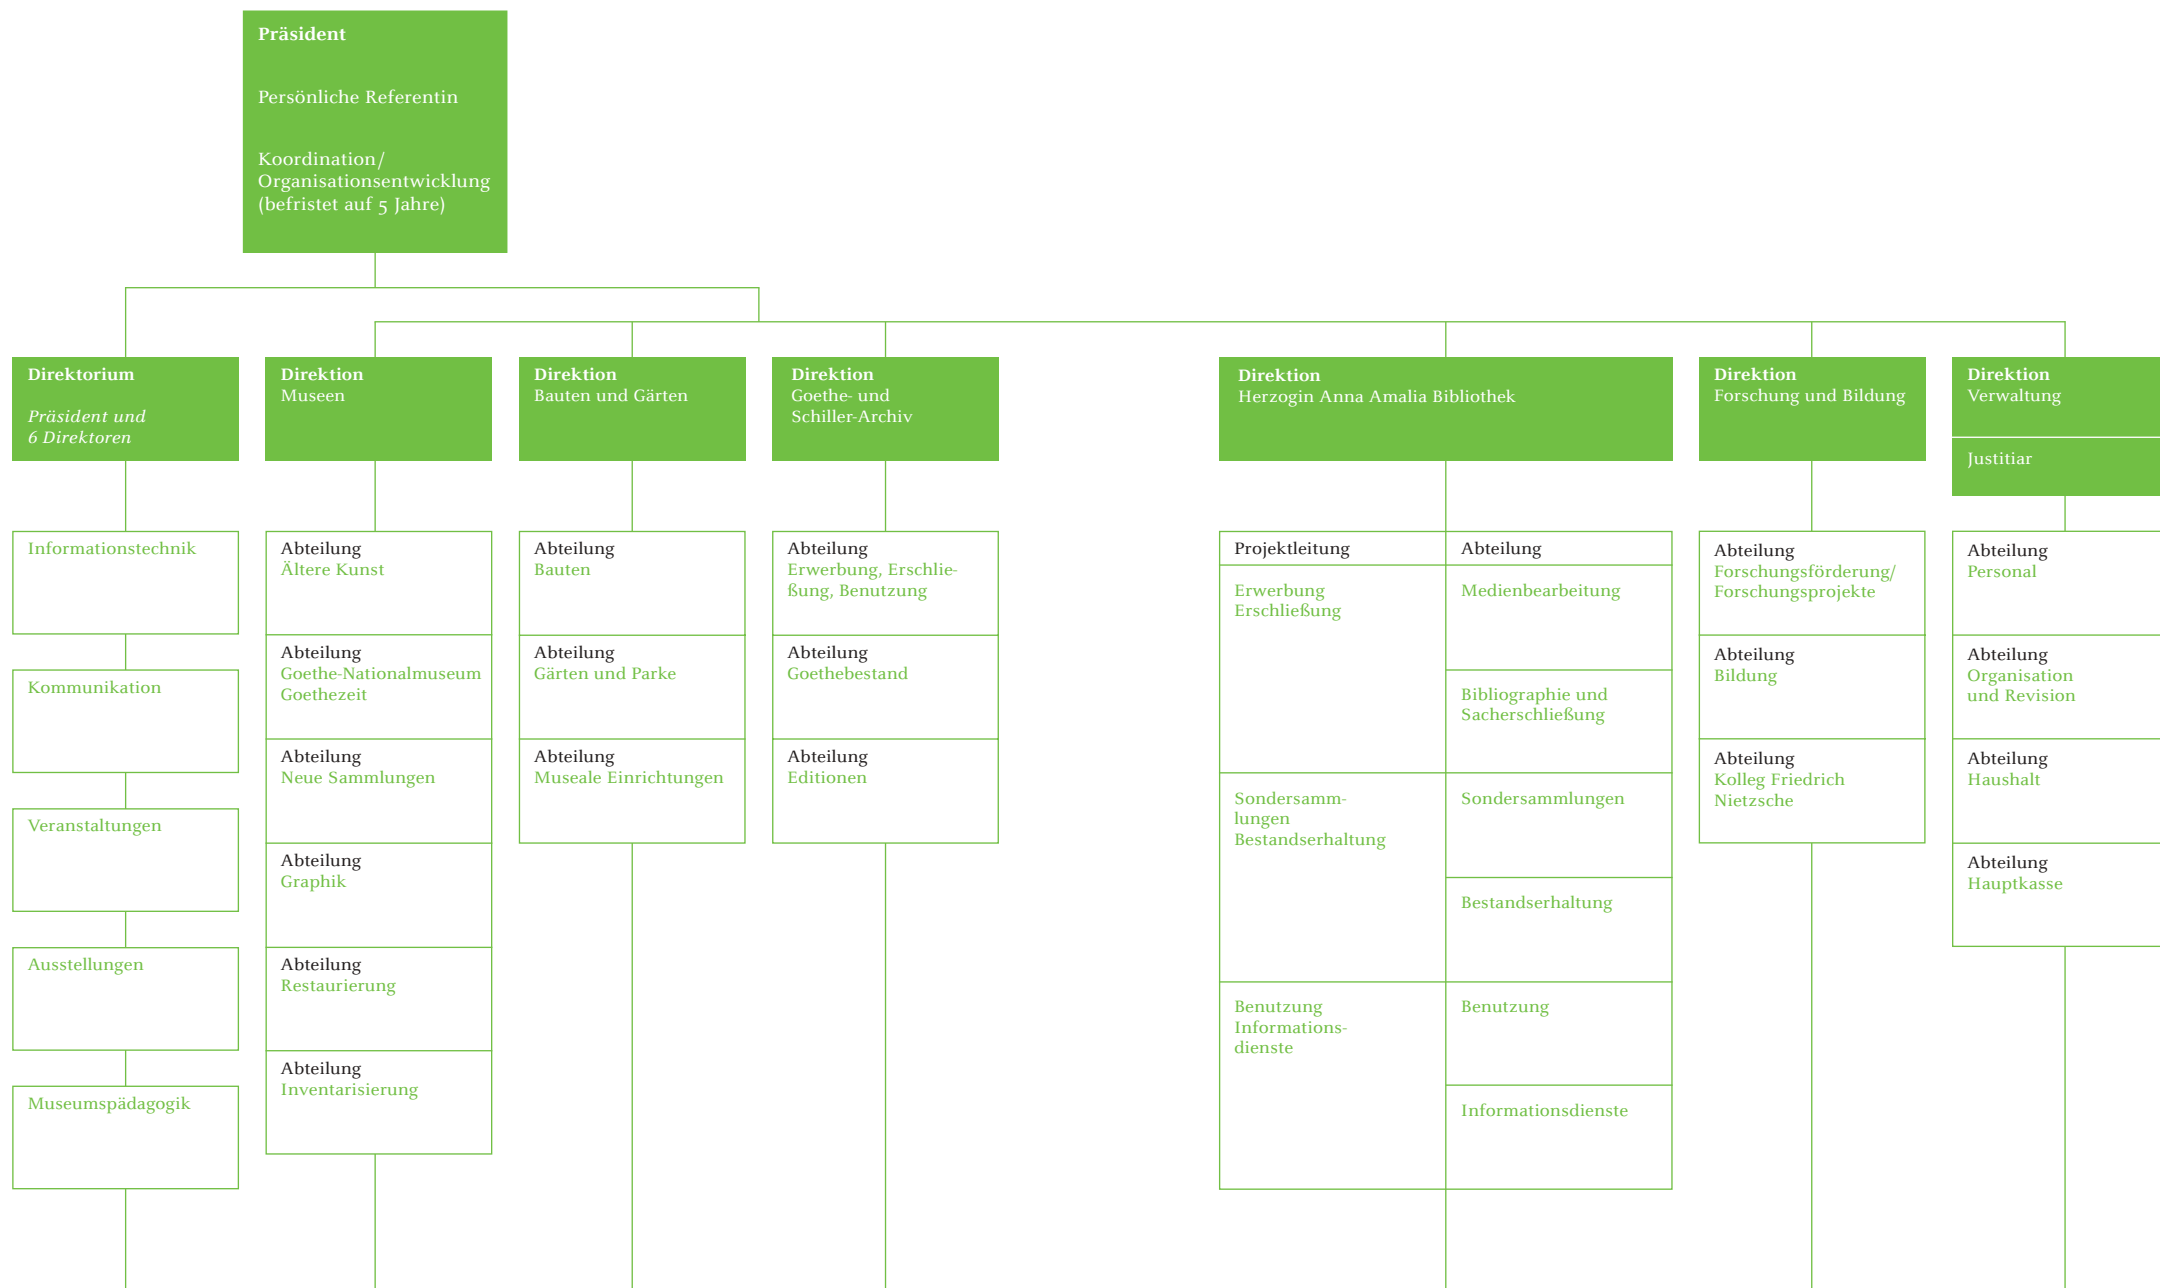 Präsident
Persönliche Referentin
Koordination/
Organisationsentwicklung
(befristet auf 5 Jahre)
Direktorium
Präsident und
6 Direktoren
Informationstechnik
Kommunikation
Veranstaltungen
Ausstellungen
Museumspädagogik
Direktion
Museen
Abteilung
Ältere Kunst
Abteilung
Goethe-Nationalmuseum
Goethezeit
Abteilung
Neue Sammlungen
Abteilung
Graphik
Abteilung
Restaurierung
Abteilung
Inventarisierung
Direktion
Bauten und Gärten
Abteilung
Bauten
Abteilung
Gärten und Parke
Abteilung
Museale Einrichtungen
Direktion
Goethe- und
Schiller-Archiv
Abteilung
Erwerbung, Erschlie-
ßung, Benutzung
Abteilung
Goethebestand
Abteilung
Editionen
Direktion
Herzogin Anna Amalia Bibliothek
Projektleitung
Erwerbung
Erschließung
Sondersamm-
lungen
Bestandserhaltung
Benutzung
Informations-
dienste
Abteilung
Medienbearbeitung
Bibliographie und
Sacherschließung
Sondersammlungen
Bestandserhaltung
Benutzung
Informationsdienste
Direktion
Forschung und Bildung
Abteilung
Forschungsförderung/
Forschungsprojekte
Abteilung
Bildung
Abteilung
Kolleg Friedrich
Nietzsche
Direktion
Verwaltung
Justitiar
Abteilung
Personal
Abteilung
Organisation
und Revision
Abteilung
Haushalt
Abteilung
Hauptkasse